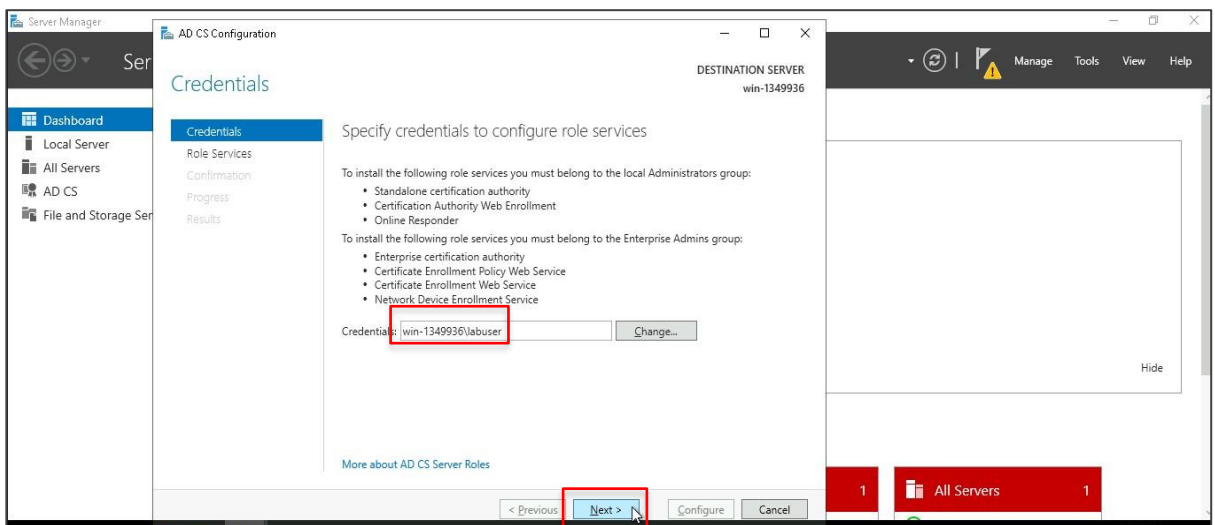 Server Manager
AD CS Configuration
Ser
Manage Tools View Help
Credentials
DESTINATION SERVER
win-1349936
Dashboard
Local Server
All Servers
AD CS
File and Storage Ser
Credentials
Role Services
Confirmation
Progress
Results
Specify credentials to configure role services
To install the following role services you must belong to the local Administrators group:
• Standalone certification authority
• Certification Authority Web Enrollment
• Online Responder
To install the following role services you must belong to the Enterprise Admins group:
• Enterprise certification authority
• Certificate Enrollment Policy Web Service
• Certificate Enrollment Web Service
• Network Device Enrollment Service
Credentials: win-1349936\labuser Change...
Hide
More about AD CS Server Roles
< Previous Next > Configure Cancel
1
All Servers 1